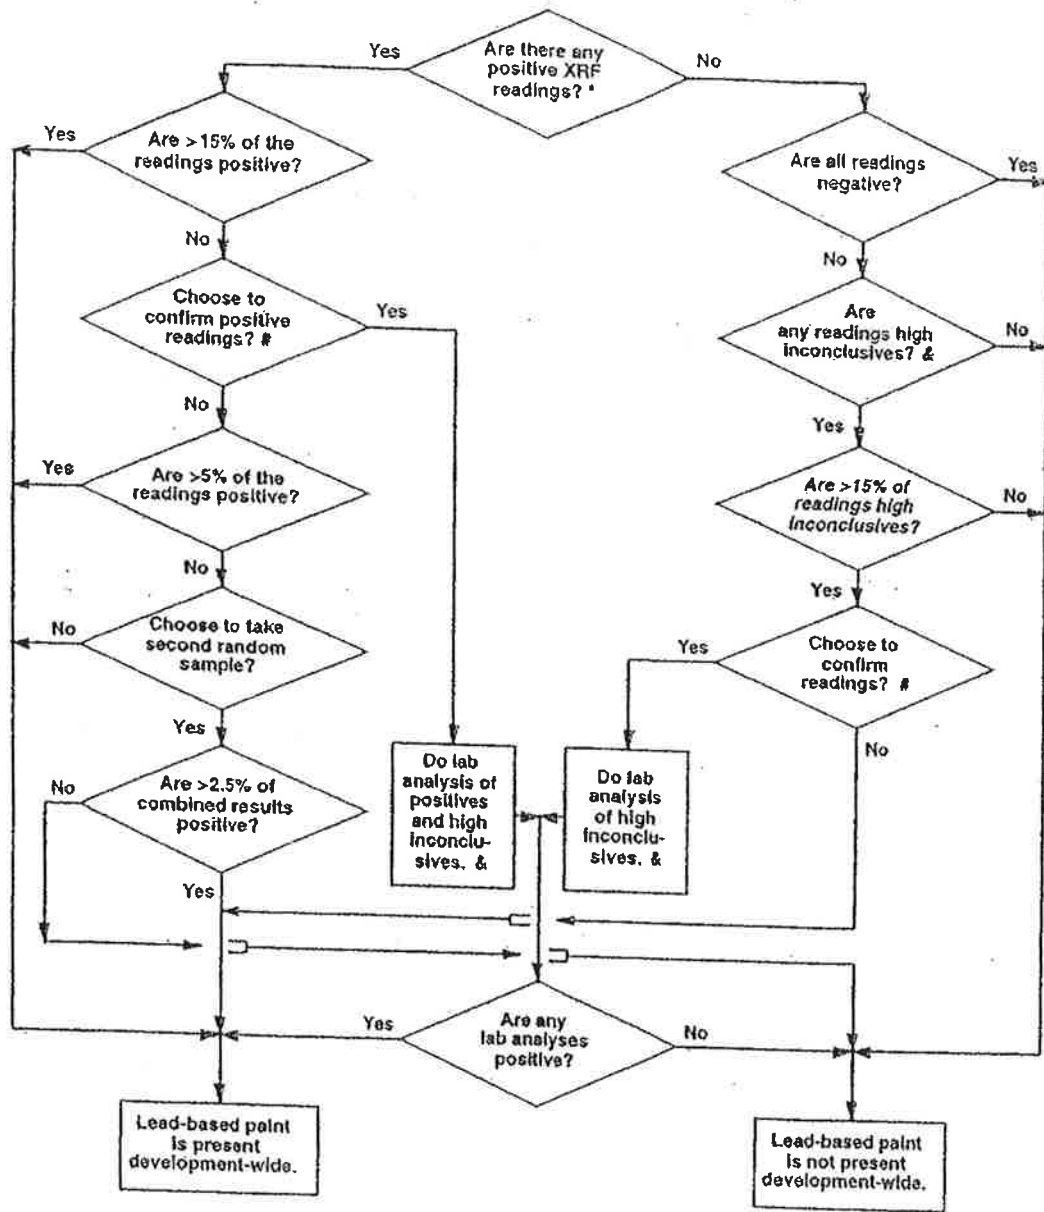 Are there any
positive XRF
readings? *
Yes
No
Are >15% of the
readings positive?
Yes
No
Are all readings
negative?
Yes
No
Choose to
confirm positive
readings? #
Yes
No
Are
any readings high
inconclusives? &
No
Yes
Are >5% of the
readings positive?
Yes
No
Are >15% of
readings high
inconclusives?
No
Yes
Choose to take
second random
sample?
No
Yes
Choose to
confirm
readings? #
Yes
No
Are >2.5% of
combined results
positive?
No
Yes
Do lab
analysis of
positives
and high
inconclu-
sives. &
Do lab
analysis
of high
inconclu-
sives. &
Are any
lab analyses
positive?
Yes
No
Lead-based paint
is present
development-wide.
Lead-based paint
is not present
development-wide.